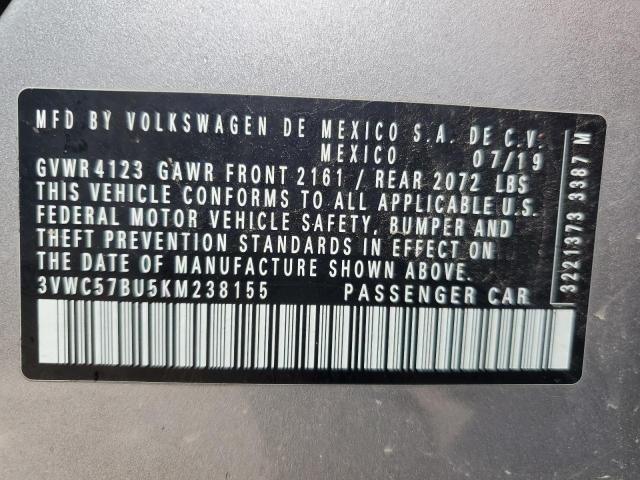 MFD BY VOLKSWAGEN DE MEXICO S.A. DE C.V.
MEXICO 07/19
GVWR4123 GAWR FRONT 2161 / REAR 2072 LBS
THIS VEHICLE CONFORMS TO ALL APPLICABLE U.S.
FEDERAL MOTOR VEHICLE SAFETY, BUMPER AND
THEFT PREVENTION STANDARDS IN EFFECT ON
THE DATE OF MANUFACTURE SHOWN ABOVE.
3VWC57BU5KM238155 PASSENGER CAR
3221373 3387 M